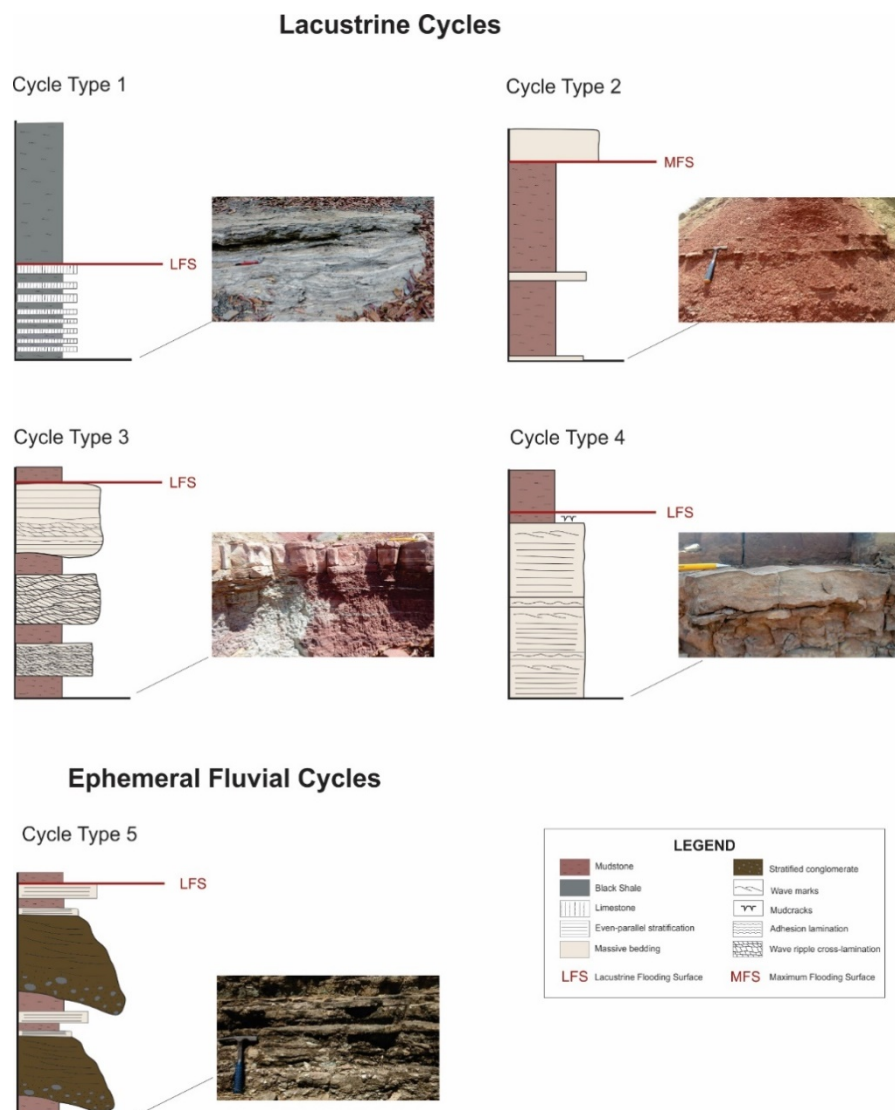 Lacustrine Cycles
Cycle Type 1
Cycle Type 2
LFS
MFS
Cycle Type 3
Cycle Type 4
LFS
LFS
Ephemeral Fluvial Cycles
Cycle Type 5
LFS
LEGEND
Mudstone
Black Shale
Limestone
Even-parallel stratification
Massive bedding
LFS Lacustrine Flooding Surface
Stratified conglomerate
Wave marks
Mudcracks
Adhesion lamination
Wave ripple cross-lamination
MFS Maximum Flooding Surface